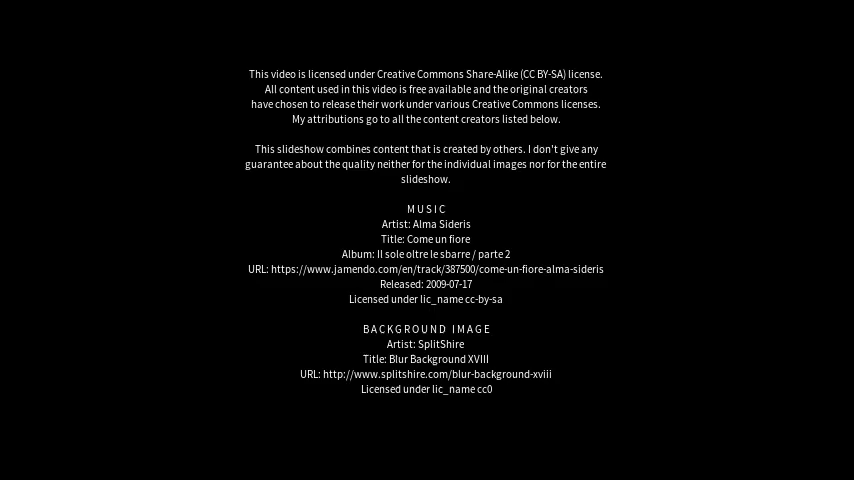 This video is licensed under Creative Commons Share-Alike (CC BY-SA) license.
All content used in this video is free available and the original creators
have chosen to release their work under various Creative Commons licenses.
My attributions go to all the content creators listed below.
This slideshow combines content that is created by others. I don't give any
guarantee about the quality neither for the individual images nor for the entire
slideshow.
MUSIC
Artist: Alma Sideris
Title: Come un fiore
Album: Il sole oltre le sbarre / parte 2
URL: https://www.jamendo.com/en/track/387500/come-un-fiore-alma-sideris
Released: 2009-07-17
Licensed under lic_name cc-by-sa
BACKGROUND IMAGE
Artist: SplitShire
Title: Blur Background XVIII
URL: http://www.splitshire.com/blur-background-xviii
Licensed under lic_name cc0